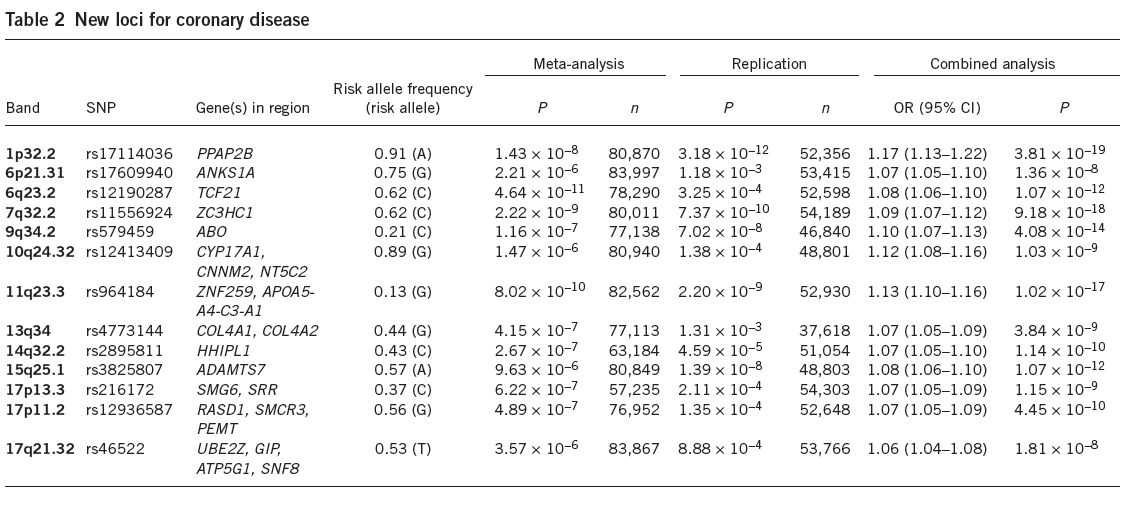 Table 2 New loci for coronary disease
Meta-analysis Replication Combined analysis
Risk allele frequency
Band SNP Gene(s) in region (risk allele) P n P n OR (95% CI) P
1p32.2 rs17114036 PPAP2B 0.91 (A) 1.43 × 10⁻⁸ 80,870 3.18 × 10⁻¹² 52,356 1.17 (1.13–1.22) 3.81 × 10⁻¹⁹
6p21.31 rs17609940 ANKS1A 0.75 (G) 2.21 × 10⁻⁶ 83,997 1.18 × 10⁻³ 53,415 1.07 (1.05–1.10) 1.36 × 10⁻⁸
6q23.2 rs12190287 TCF21 0.62 (C) 4.64 × 10⁻¹¹ 78,290 3.25 × 10⁻⁴ 52,598 1.08 (1.06–1.10) 1.07 × 10⁻¹²
7q32.2 rs11556924 ZC3HC1 0.62 (C) 2.22 × 10⁻⁹ 80,011 7.37 × 10⁻¹⁰ 54,189 1.09 (1.07–1.12) 9.18 × 10⁻¹⁸
9q34.2 rs579459 ABO 0.21 (C) 1.16 × 10⁻⁷ 77,138 7.02 × 10⁻⁸ 46,840 1.10 (1.07–1.13) 4.08 × 10⁻¹⁴
10q24.32 rs12413409 CYP17A1, 0.89 (G) 1.47 × 10⁻⁶ 80,940 1.38 × 10⁻⁴ 48,801 1.12 (1.08–1.16) 1.03 × 10⁻⁹
CNNM2, NT5C2
11q23.3 rs964184 ZNF259, APOA5- 0.13 (G) 8.02 × 10⁻¹⁰ 82,562 2.20 × 10⁻⁹ 52,930 1.13 (1.10–1.16) 1.02 × 10⁻¹⁷
A4-C3-A1
13q34 rs4773144 COL4A1, COL4A2 0.44 (G) 4.15 × 10⁻⁷ 77,113 1.31 × 10⁻³ 37,618 1.07 (1.05–1.09) 3.84 × 10⁻⁹
14q32.2 rs2895811 HHIPL1 0.43 (C) 2.67 × 10⁻⁷ 63,184 4.59 × 10⁻⁵ 51,054 1.07 (1.05–1.10) 1.14 × 10⁻¹⁰
15q25.1 rs3825807 ADAMTS7 0.57 (A) 9.63 × 10⁻⁶ 80,849 1.39 × 10⁻⁸ 48,803 1.08 (1.06–1.10) 1.07 × 10⁻¹²
17p13.3 rs216172 SMG6, SRR 0.37 (C) 6.22 × 10⁻⁷ 57,235 2.11 × 10⁻⁴ 54,303 1.07 (1.05–1.09) 1.15 × 10⁻⁹
17p11.2 rs12936587 RASD1, SMCR3, 0.56 (G) 4.89 × 10⁻⁷ 76,952 1.35 × 10⁻⁴ 52,648 1.07 (1.05–1.09) 4.45 × 10⁻¹⁰
PEMT
17q21.32 rs46522 UBE2Z, GIP, 0.53 (T) 3.57 × 10⁻⁶ 83,867 8.88 × 10⁻⁴ 53,766 1.06 (1.04–1.08) 1.81 × 10⁻⁸
ATP5G1, SNF8